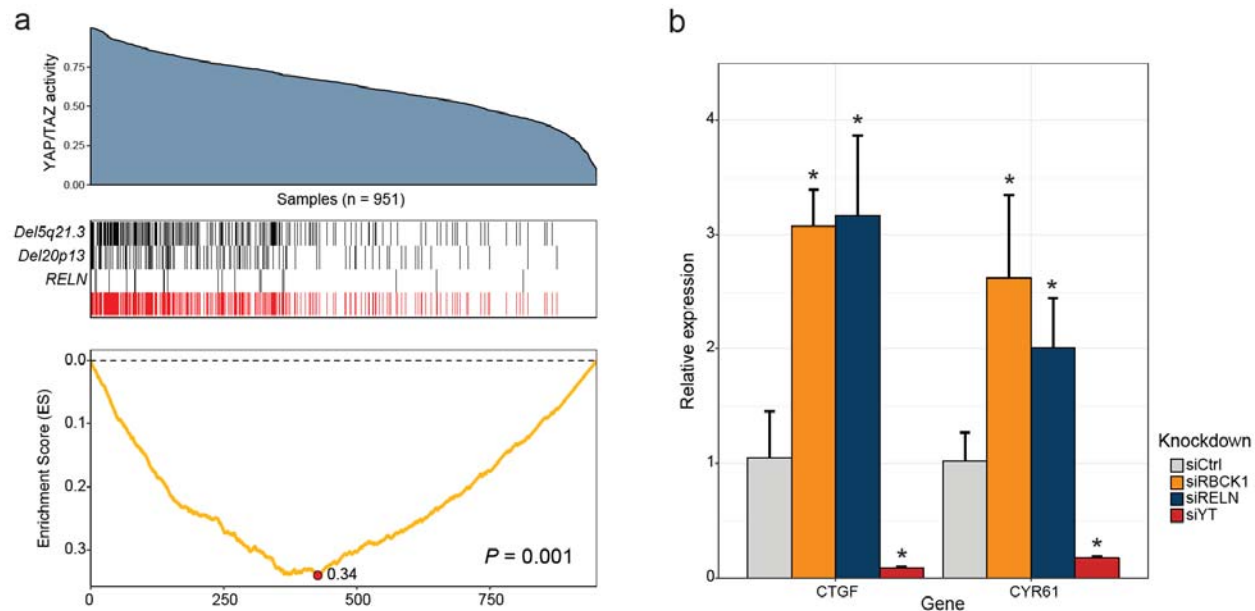 a
YAP/TAZ activity
0.75
0.50
0.25
0.00
Samples (n = 951)
Del5q21.3
Del20p13
RELN
Enrichment Score (ES)
0.0
0.1
0.2
0.3
0.34
P = 0.001
0
250
500
750
b
Relative expression
4
3
2
1
0
*
*
*
*
*
*
CTGF
CYR61
Gene
Knockdown
siCtrl
siRBCK1
siRELN
siYT